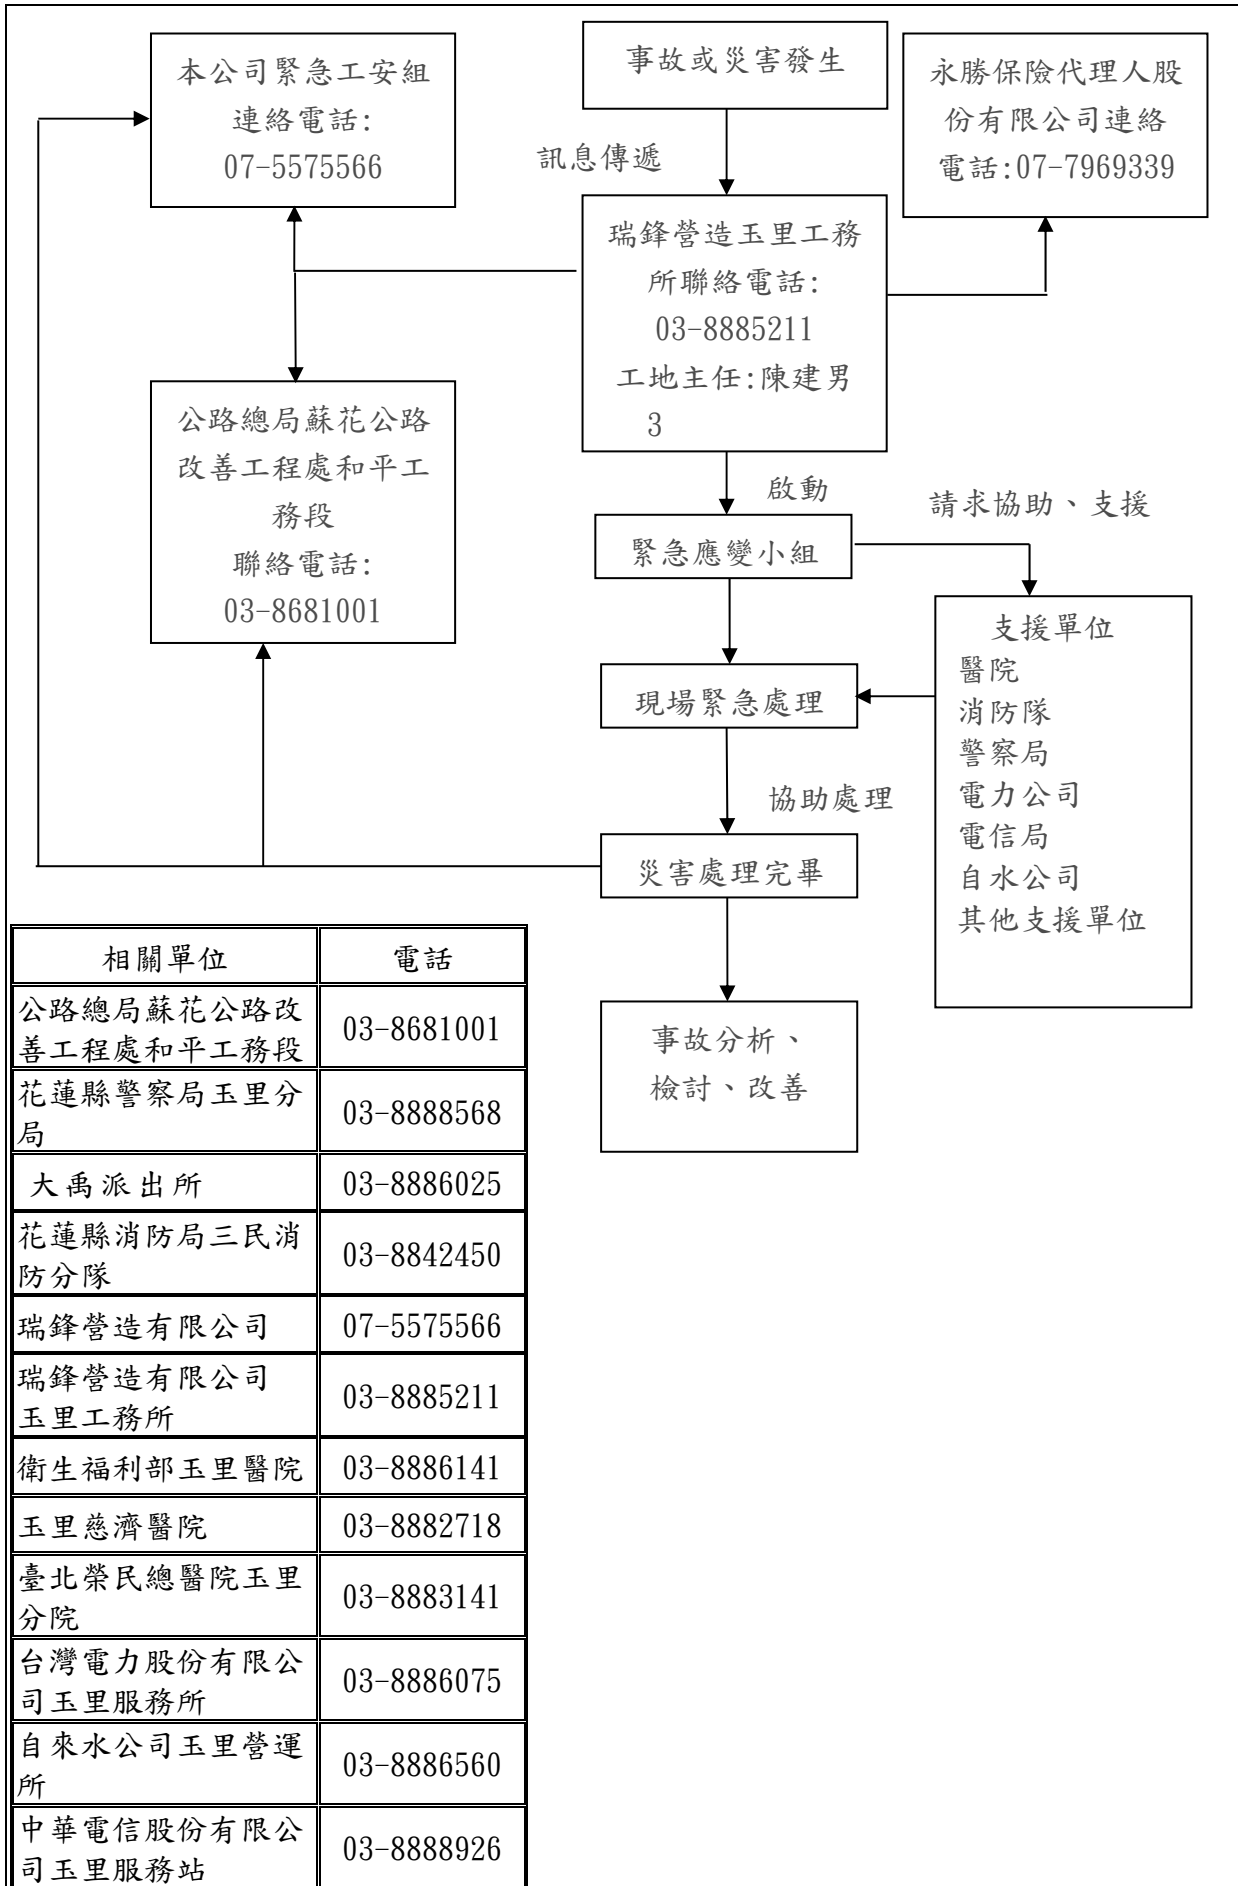 本公司緊急工安組
連絡電話:
07-5575566
事故或災害發生
永勝保險代理人股
份有限公司連絡
電話:07-7969339
訊息傳遞
瑞鋒營造玉里工務
所聯絡電話:
03-8885211
工地主任:陳建男
3
公路總局蘇花公路
改善工程處和平工
務段
聯絡電話:
03-8681001
啟動
請求協助、支援
緊急應變小組
支援單位
醫院
消防隊
警察局
電力公司
電信局
自水公司
其他支援單位
現場緊急處理
協助處理
災害處理完畢
事故分析、
檢討、改善
相關單位 電話
公路總局蘇花公路改
善工程處和平工務段 03-8681001
花蓮縣警察局玉里分
局 03-8888568
大禹派出所 03-8886025
花蓮縣消防局三民消
防分隊 03-8842450
瑞鋒營造有限公司 07-5575566
瑞鋒營造有限公司
玉里工務所 03-8885211
衛生福利部玉里醫院 03-8886141
玉里慈濟醫院 03-8882718
臺北榮民總醫院玉里
分院 03-8883141
台灣電力股份有限公
司玉里服務所 03-8886075
自來水公司玉里營運
所 03-8886560
中華電信股份有限公
司玉里服務站 03-8888926